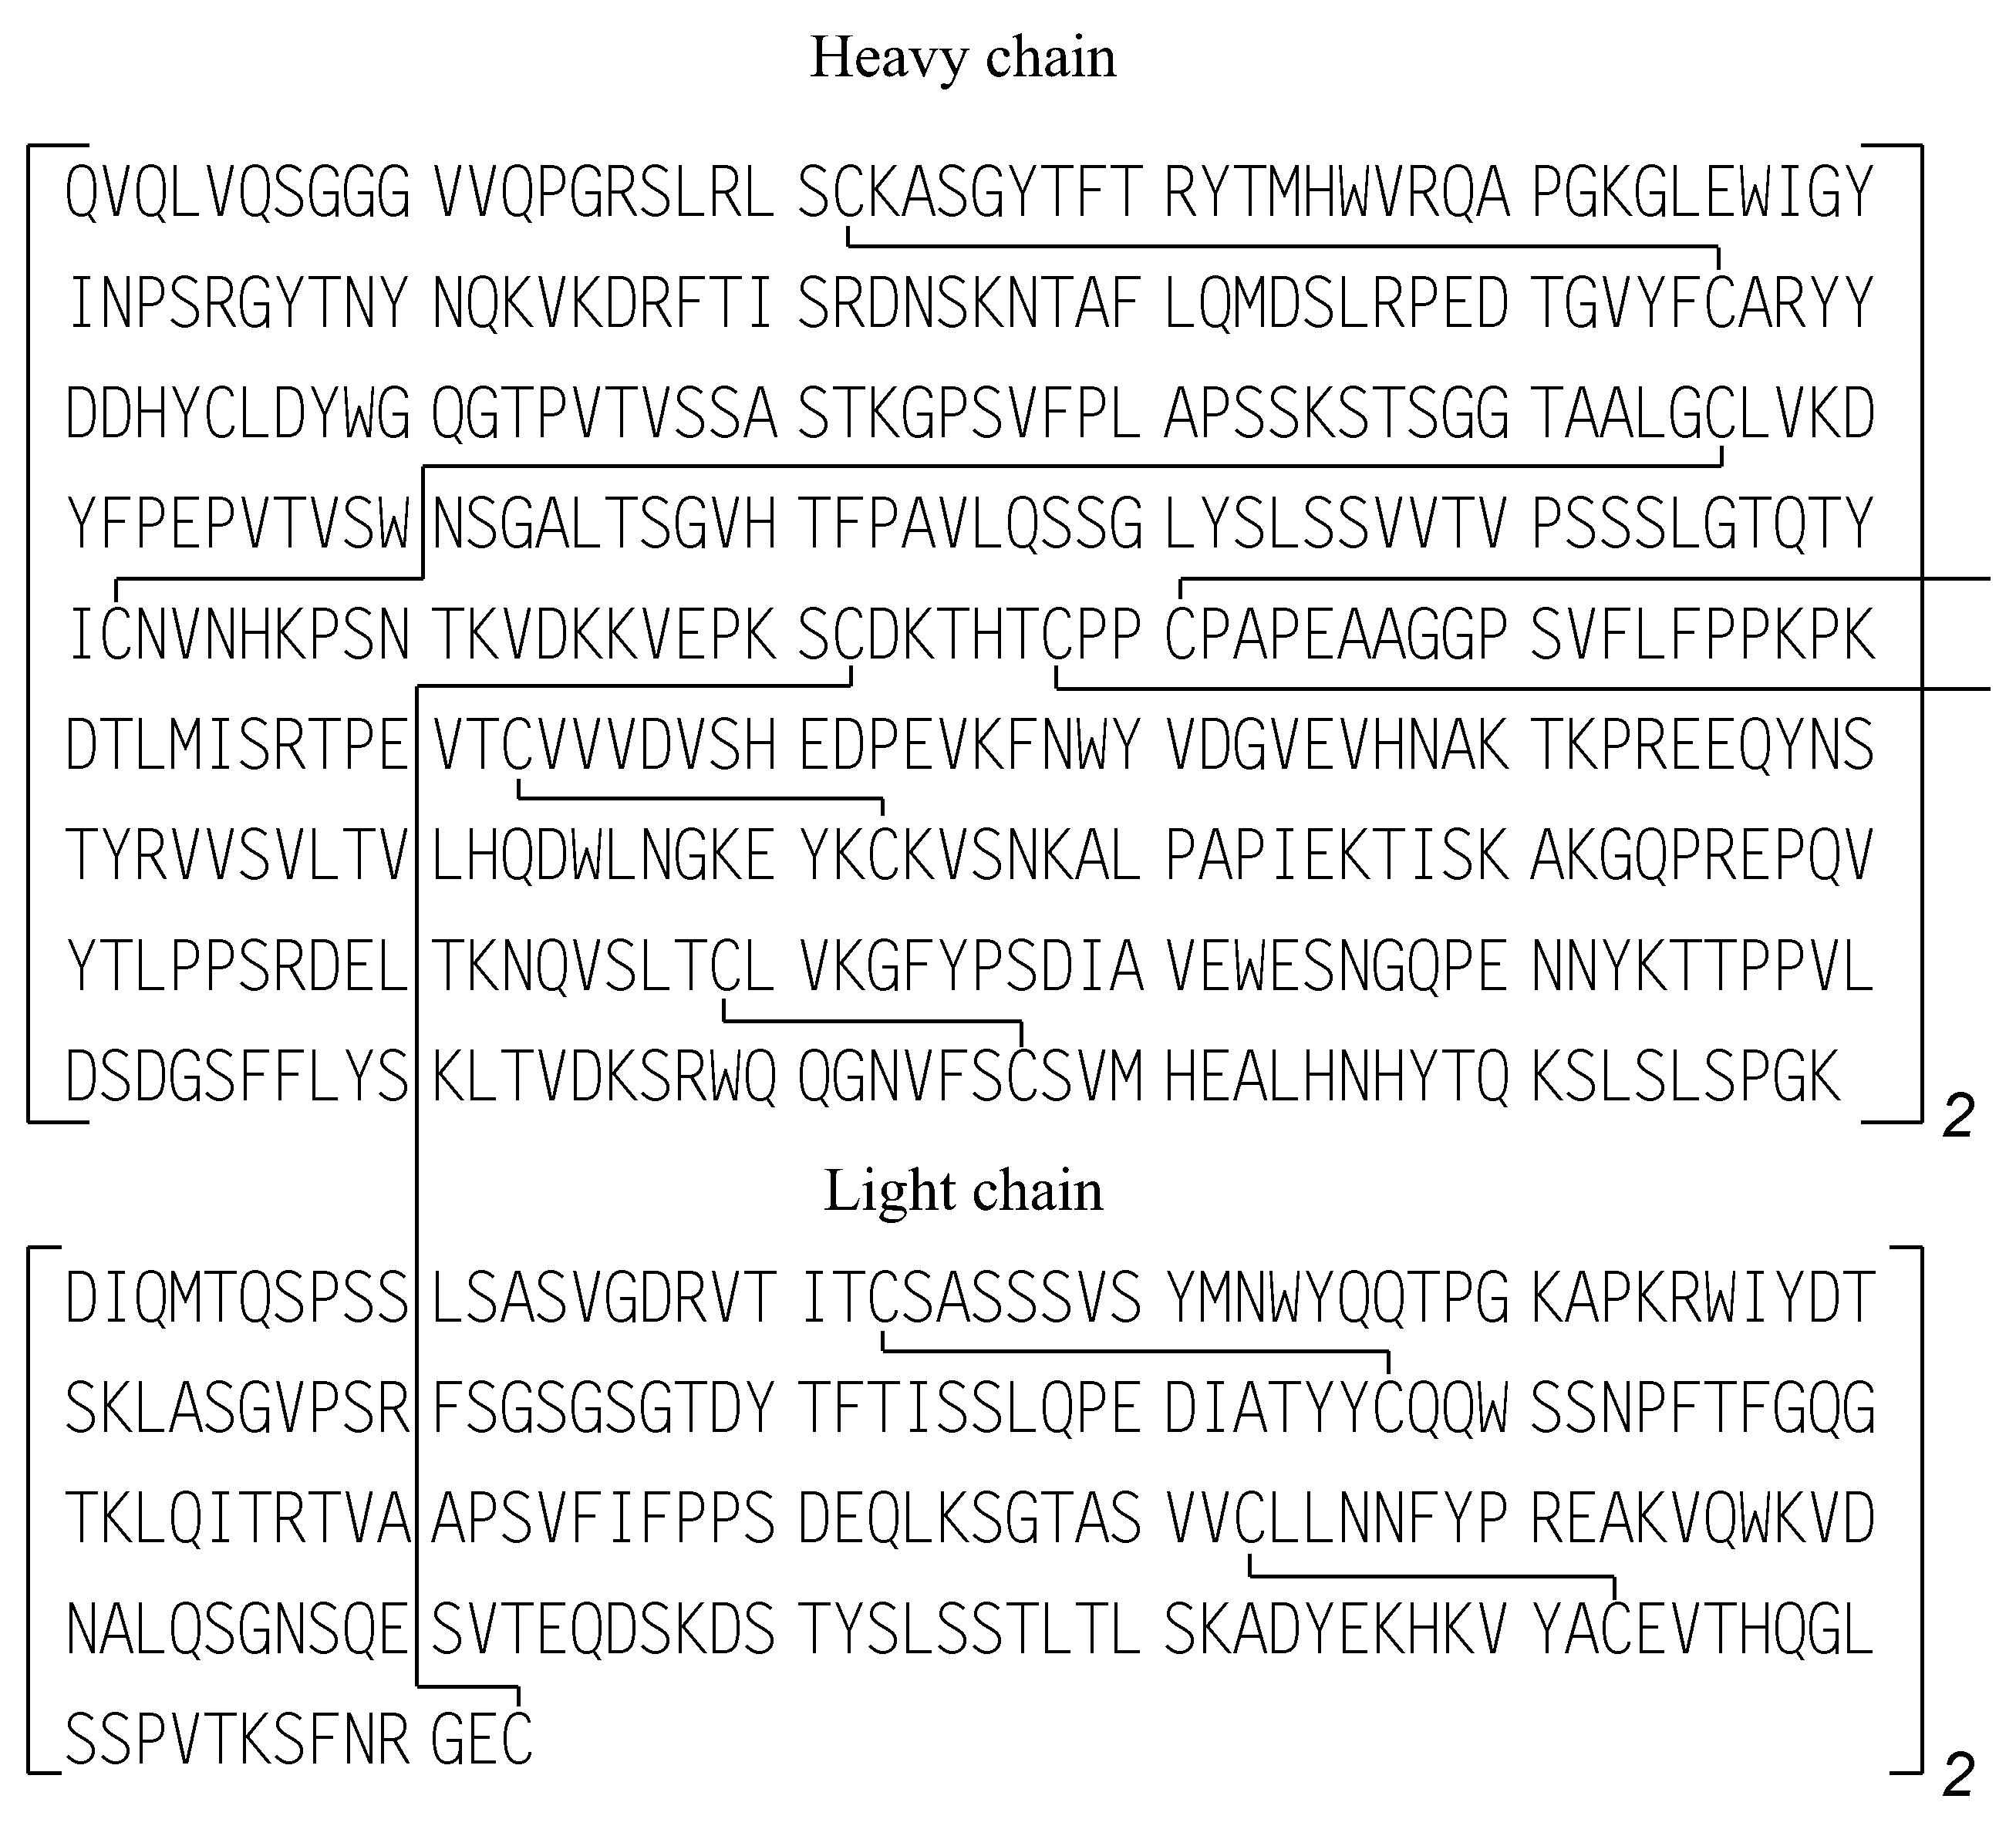 Heavy chain
QVQLVQSGGG VVQPGRSLRL SCKASGYTFT RYTMHWVRQA PGKGLEWIGY
INPSRGYTNY NQKVKDRFTI SRDNSKNTAF LQMDSLRPED TGVYFCARYY
DDHYCLDYWG QGTPVTVSSA STKGPSVFPL APSSKSTSGG TAALGCLVKD
YFPEPVTVSW NSGALTSGVH TFPAVLQSSG LYSLSSVVTV PSSSLGTQTY
ICNVNHKPSN TKVDKKVEPK SCDKTHTCPP CPAPEAAGGP SVFLFPPKPK
DTLMISRTPE VTCVVVDVSH EDPEVKFNWY VDGVEVHNAK TKPREEQYNS
TYRVVSVLTV LHQDWLNGKE YKCKVSNKAL PAPIEKTISK AKGQPREPQV
YTLPPSRDEL TKNQVSLTCL VKGFYPSDIA VEWESNGQPE NNYKTTPPVL
DSDGSFFLYS KLTVDKSRWQ QGNVFSCSVM HEALHNHYTQ KSLSLSPGK
2
Light chain
DIQMTQSPSS LSASVGDRVT ITCSASSSVS YMNWYQQTPG KAPKRWIYDT
SKLASGVPSR FSGSGSGTDY TFTISSLQPE DIATYYCQQW SSNPFTFGQG
TKLQITRTVA APSVFIFPPS DEQLKSGTAS VVCLLNNFYP REAKVQWKVD
NALQSGNSQE SVTEQDSKDS TYSLSSTLTL SKADYEKHKV YACEVTHQGL
SSPVTKSFNR GEC
2